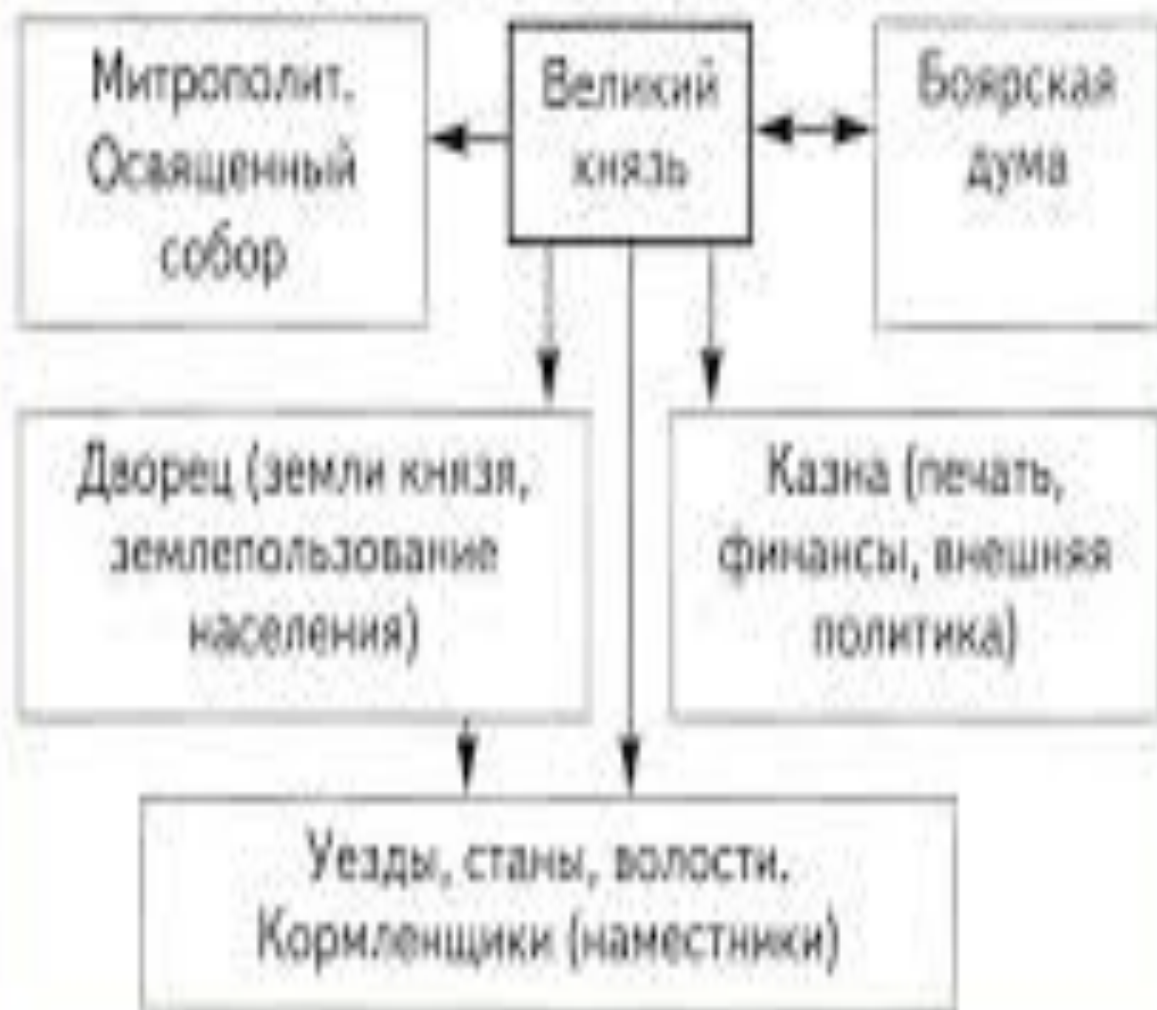 Митрополит.
Освященный
собор
Великий
князь
Боярская
дума
Дворец (земли князя,
землепользование
населения)
Казна (печать,
финансы, внешняя
политика)
Уезды, станы, волости.
Кормленщики (наместники)